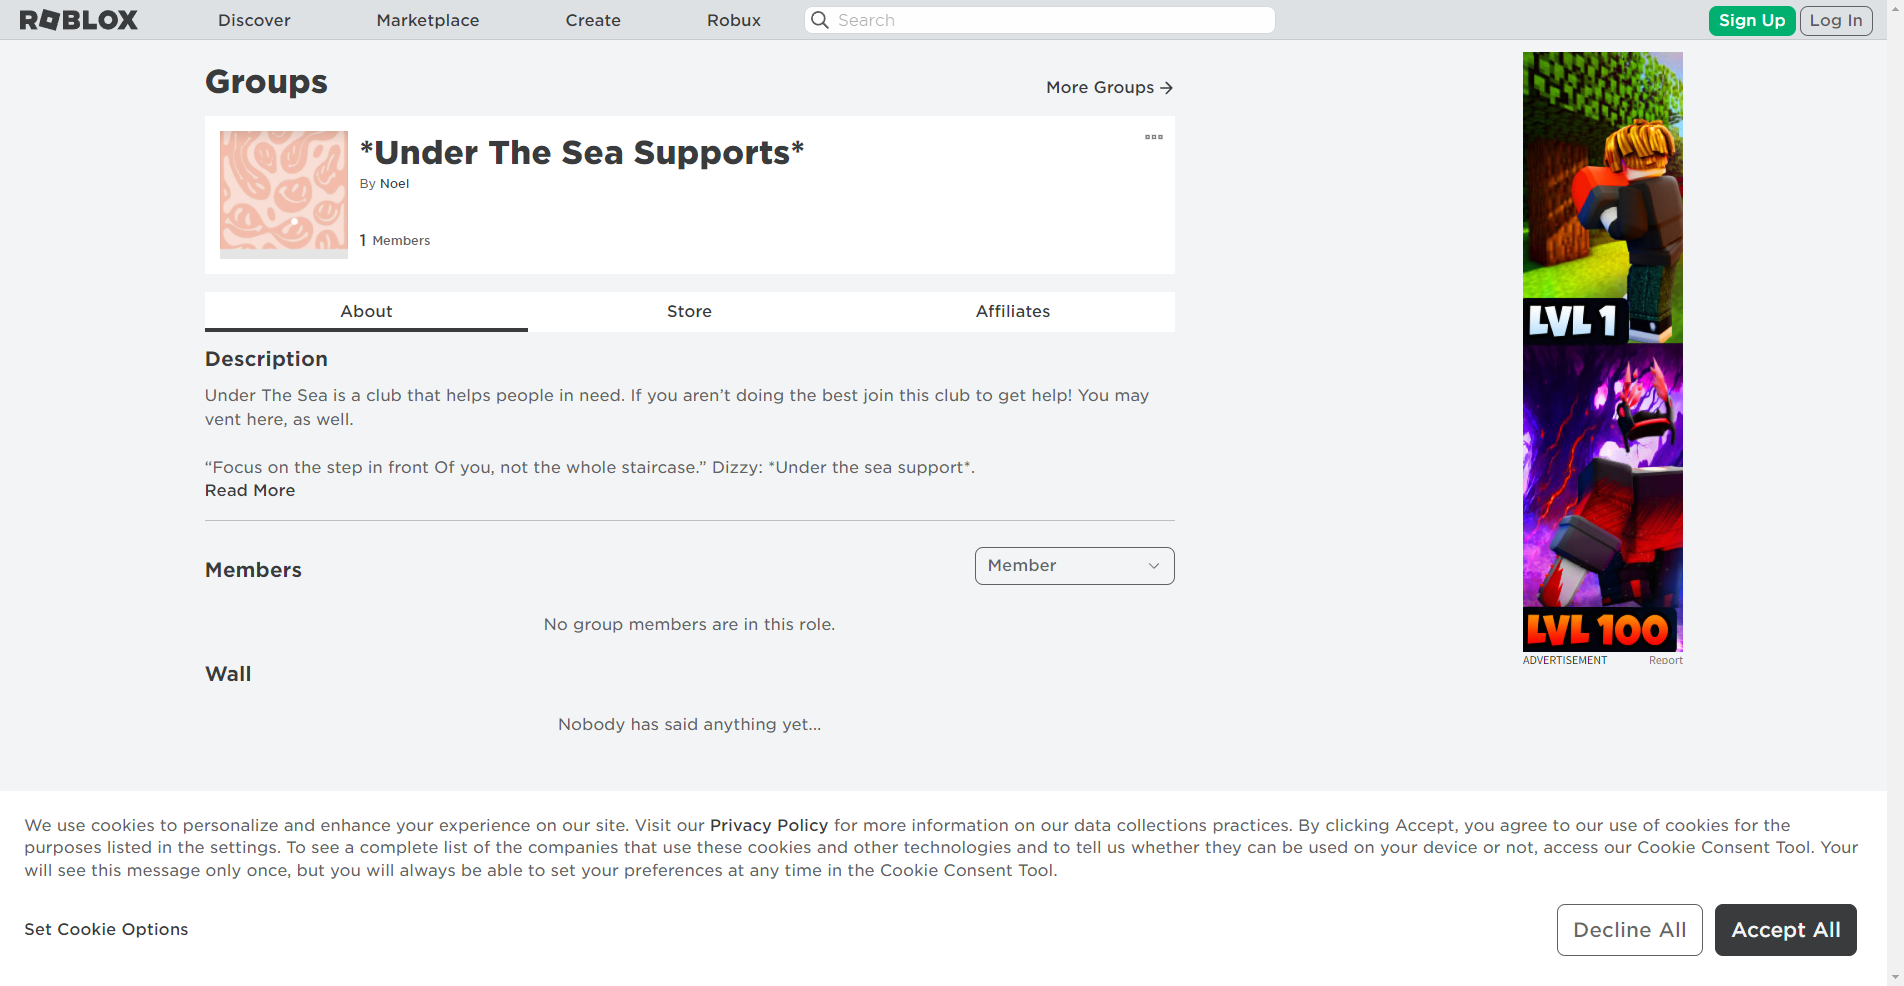 ROBLOX
Discover
Marketplace
Create
Robux
Search
Sign Up
Log In
Groups
More Groups
*Under The Sea Supports*
By Noel
1 Members
About
Store
Affiliates
Description
Under The Sea is a club that helps people in need. If you aren’t doing the best join this club to get help! You may
vent here, as well.
“Focus on the step in front Of you, not the whole staircase.” Dizzy: *Under the sea support*.
Read More
Members
Member
No group members are in this role.
Wall
Nobody has said anything yet...
LVL 1
LVL 100
ADVERTISEMENT
Report
We use cookies to personalize and enhance your experience on our site. Visit our Privacy Policy for more information on our data collections practices. By clicking Accept, you agree to our use of cookies for the
purposes listed in the settings. To see a complete list of the companies that use these cookies and other technologies and to tell us whether they can be used on your device or not, access our Cookie Consent Tool. Your
will see this message only once, but you will always be able to set your preferences at any time in the Cookie Consent Tool.
Set Cookie Options
Decline All
Accept All